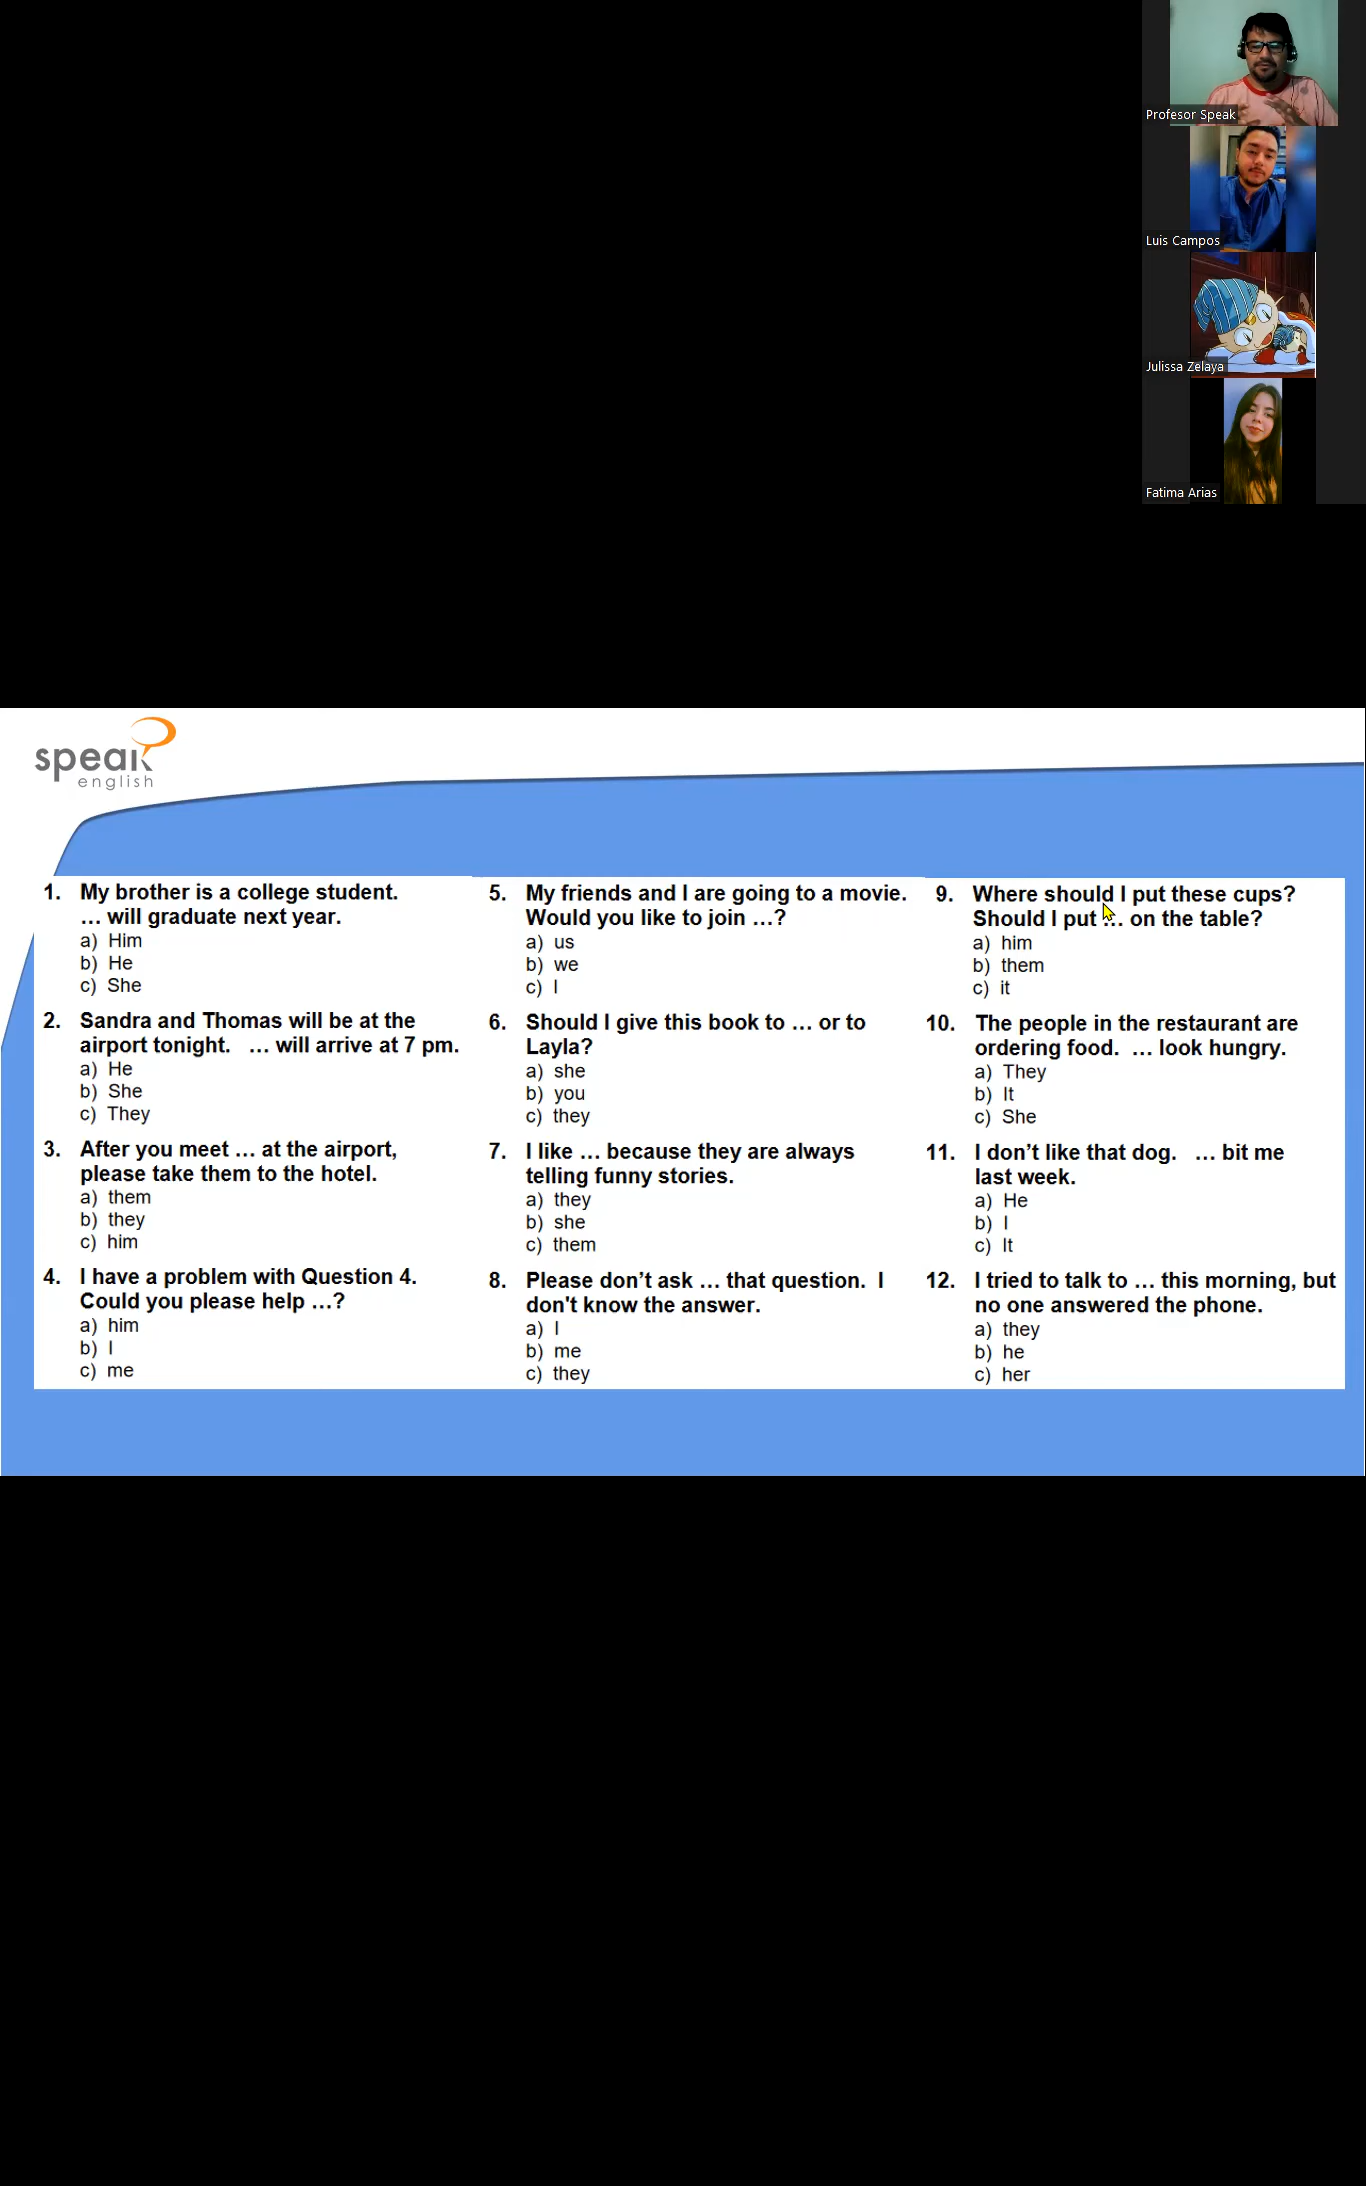 Profesor Speak
Luis Campos
Julissa Zelaya
Fatima Arias
speak
english
1. My brother is a college student.
... will graduate next year.
a) Him
b) He
c) She
2. Sandra and Thomas will be at the
airport tonight. ... will arrive at 7 pm.
a) He
b) She
c) They
3. After you meet ... at the airport,
please take them to the hotel.
a) them
b) they
c) him
4. I have a problem with Question 4.
Could you please help ...?
a) him
b) I
c) me
5. My friends and I are going to a movie.
Would you like to join ...?
a) us
b) we
c) I
6. Should I give this book to ... or to
Layla?
a) she
b) you
c) they
7. I like ... because they are always
telling funny stories.
a) they
b) she
c) them
8. Please don’t ask ... that question. I
don't know the answer.
a) I
b) me
c) they
9. Where should I put these cups?
Should I put ... on the table?
a) him
b) them
c) it
10. The people in the restaurant are
ordering food. ... look hungry.
a) They
b) It
c) She
11. I don’t like that dog. ... bit me
last week.
a) He
b) I
c) It
12. I tried to talk to ... this morning, but
no one answered the phone.
a) they
b) he
c) her